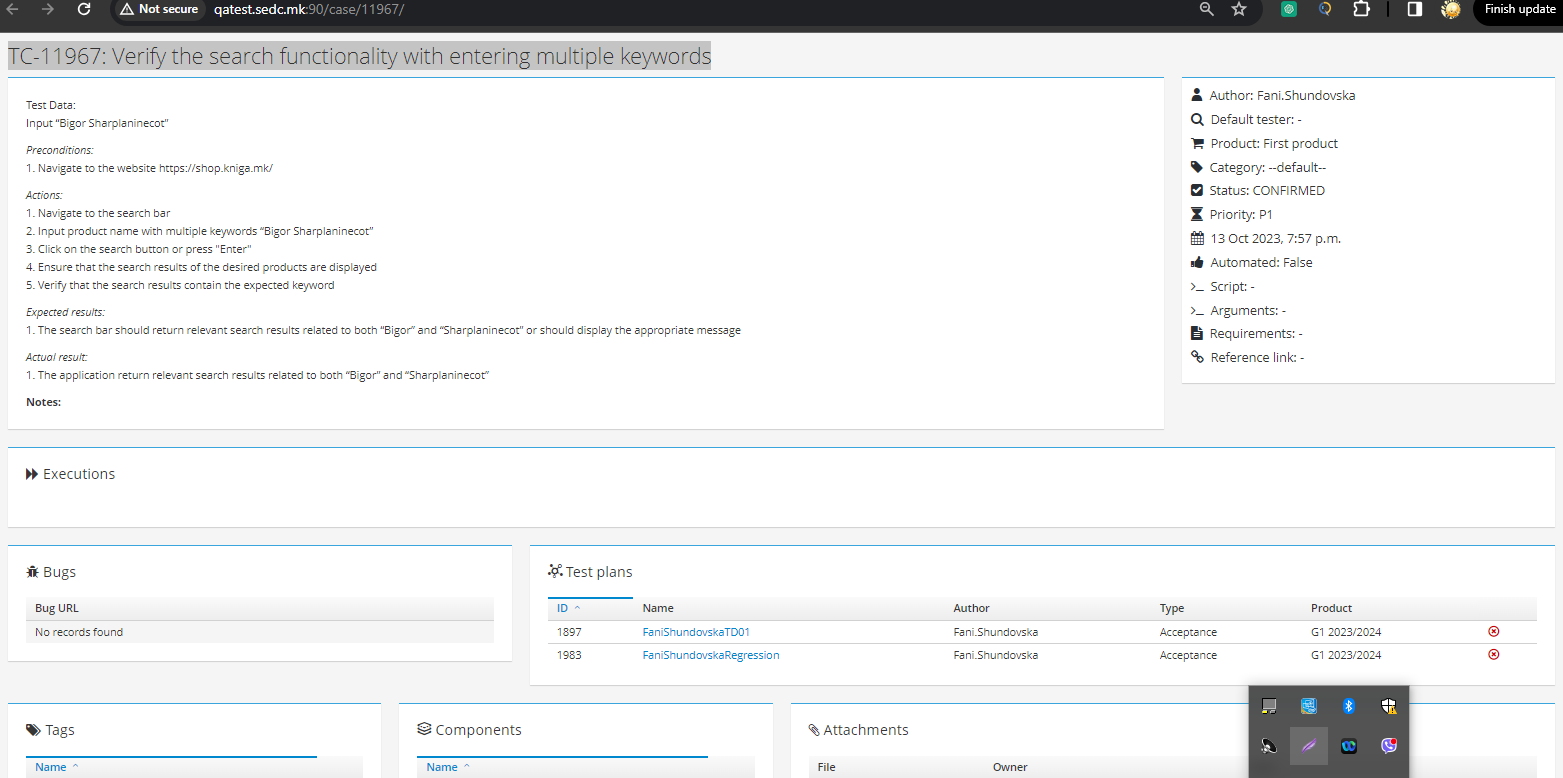 Not secure qatest.sedc.mk:90/case/11967/ Finish update
TC-11967: Verify the search functionality with entering multiple keywords
Test Data:
Input “Bigor Sharplaninecot”
Preconditions:
1. Navigate to the website https://shop.kniga.mk/
Actions:
1. Navigate to the search bar
2. Input product name with multiple keywords “Bigor Sharplaninecot”
3. Click on the search button or press "Enter"
4. Ensure that the search results of the desired products are displayed
5. Verify that the search results contain the expected keyword
Expected results:
1. The search bar should return relevant search results related to both “Bigor” and “Sharplaninecot” or should display the appropriate message
Actual result:
1. The application return relevant search results related to both “Bigor” and “Sharplaninecot”
Notes:
Author: Fani.Shundovska
Default tester: -
Product: First product
Category: --default--
Status: CONFIRMED
Priority: P1
13 Oct 2023, 7:57 p.m.
Automated: False
Script: -
Arguments: -
Requirements: -
Reference link: -
Executions
Bugs
Bug URL
No records found
Test plans
ID Name Author Type Product
1897 FaniShundovskaTD01 Fani.Shundovska Acceptance G1 2023/2024
1983 FaniShundovskaRegression Fani.Shundovska Acceptance G1 2023/2024
Tags
Name
Components
Name
Attachments
File Owner